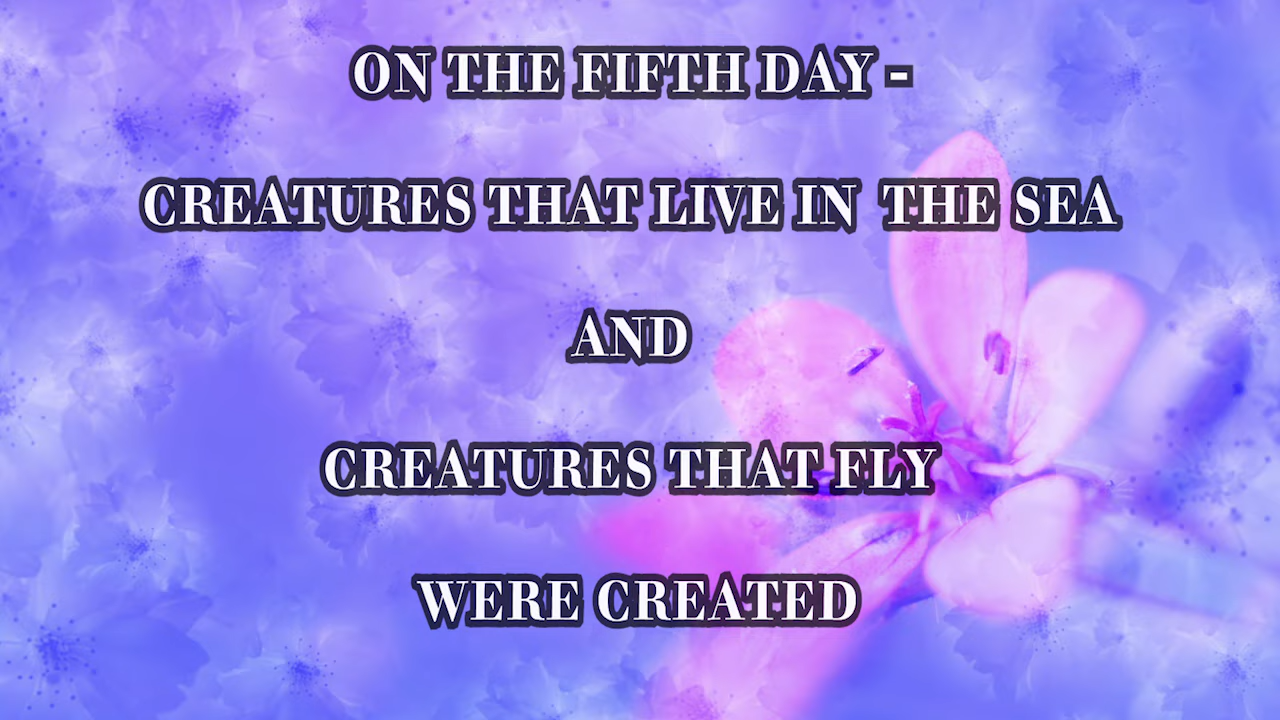 ON THE FIFTH DAY -
CREATURES THAT LIVE IN THE SEA
AND
CREATURES THAT FLY
WERE CREATED